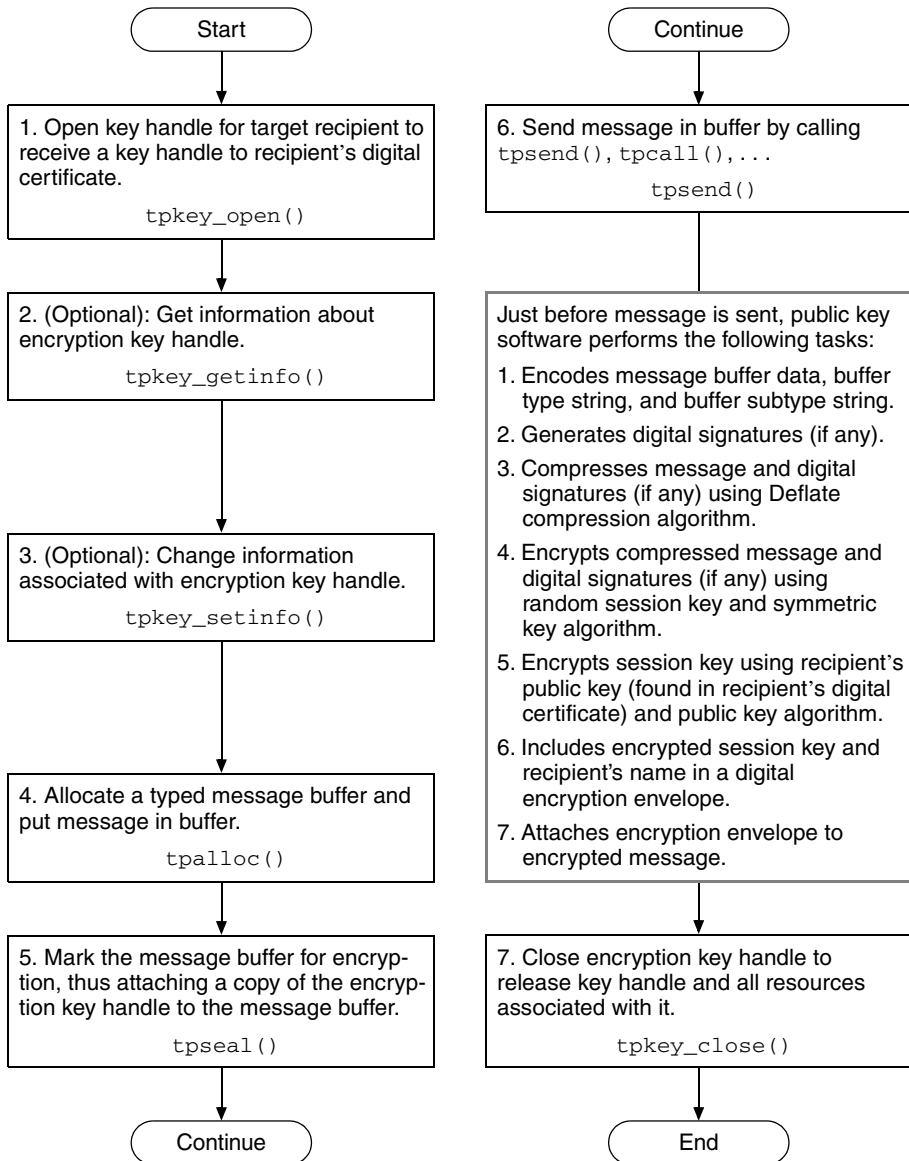 Start
1. Open key handle for target recipient to
receive a key handle to recipient's digital
certificate.
tpkey_open()
2. (Optional): Get information about
encryption key handle.
tpkey_getinfo()
3. (Optional): Change information
associated with encryption key handle.
tpkey_setinfo()
4. Allocate a typed message buffer and
put message in buffer.
tpalloc()
5. Mark the message buffer for encryp-
tion, thus attaching a copy of the encryp-
tion key handle to the message buffer.
tpseal()
Continue
Continue
6. Send message in buffer by calling
tpsend(), tpcall(),...
tpsend()
Just before message is sent, public key
software performs the following tasks:
1. Encodes message buffer data, buffer
type string, and buffer subtype string.
2. Generates digital signatures (if any).
3. Compresses message and digital
signatures (if any) using Deflate
compression algorithm.
4. Encrypts compressed message and
digital signatures (if any) using
random session key and symmetric
key algorithm.
5. Encrypts session key using recipient's
public key (found in recipient's digital
certificate) and public key algorithm.
6. Includes encrypted session key and
recipient's name in a digital
encryption envelope.
7. Attaches encryption envelope to
encrypted message.
7. Close encryption key handle to
release key handle and all resources
associated with it.
tpkey_close()
End